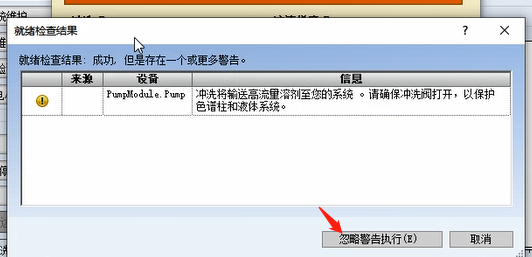 就绪检查结果
就绪检查结果: 成功, 但是存在一个或更多警告。
来源 设备 信息
PumpModule.Pump 冲洗将输送高流量溶剂至您的系统 。请确保冲洗阀打开，以保护
色谱柱和液体系统。
忽略警告执行(E) 取消